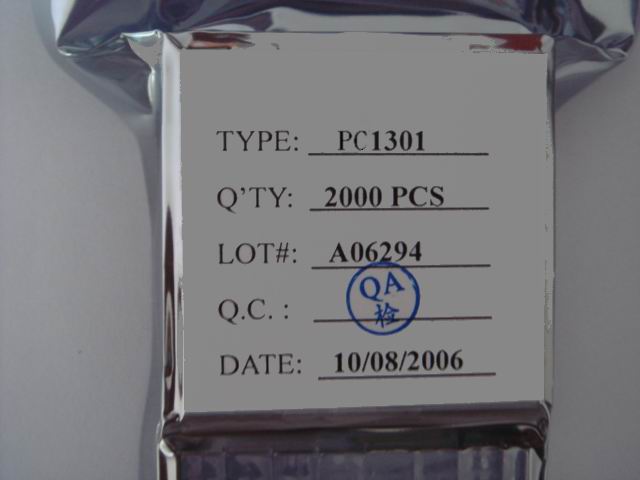 TYPE: PC1301
Q'TY: 2000 PCS
LOT#: A06294
Q.C. : QA 检
DATE: 10/08/2006